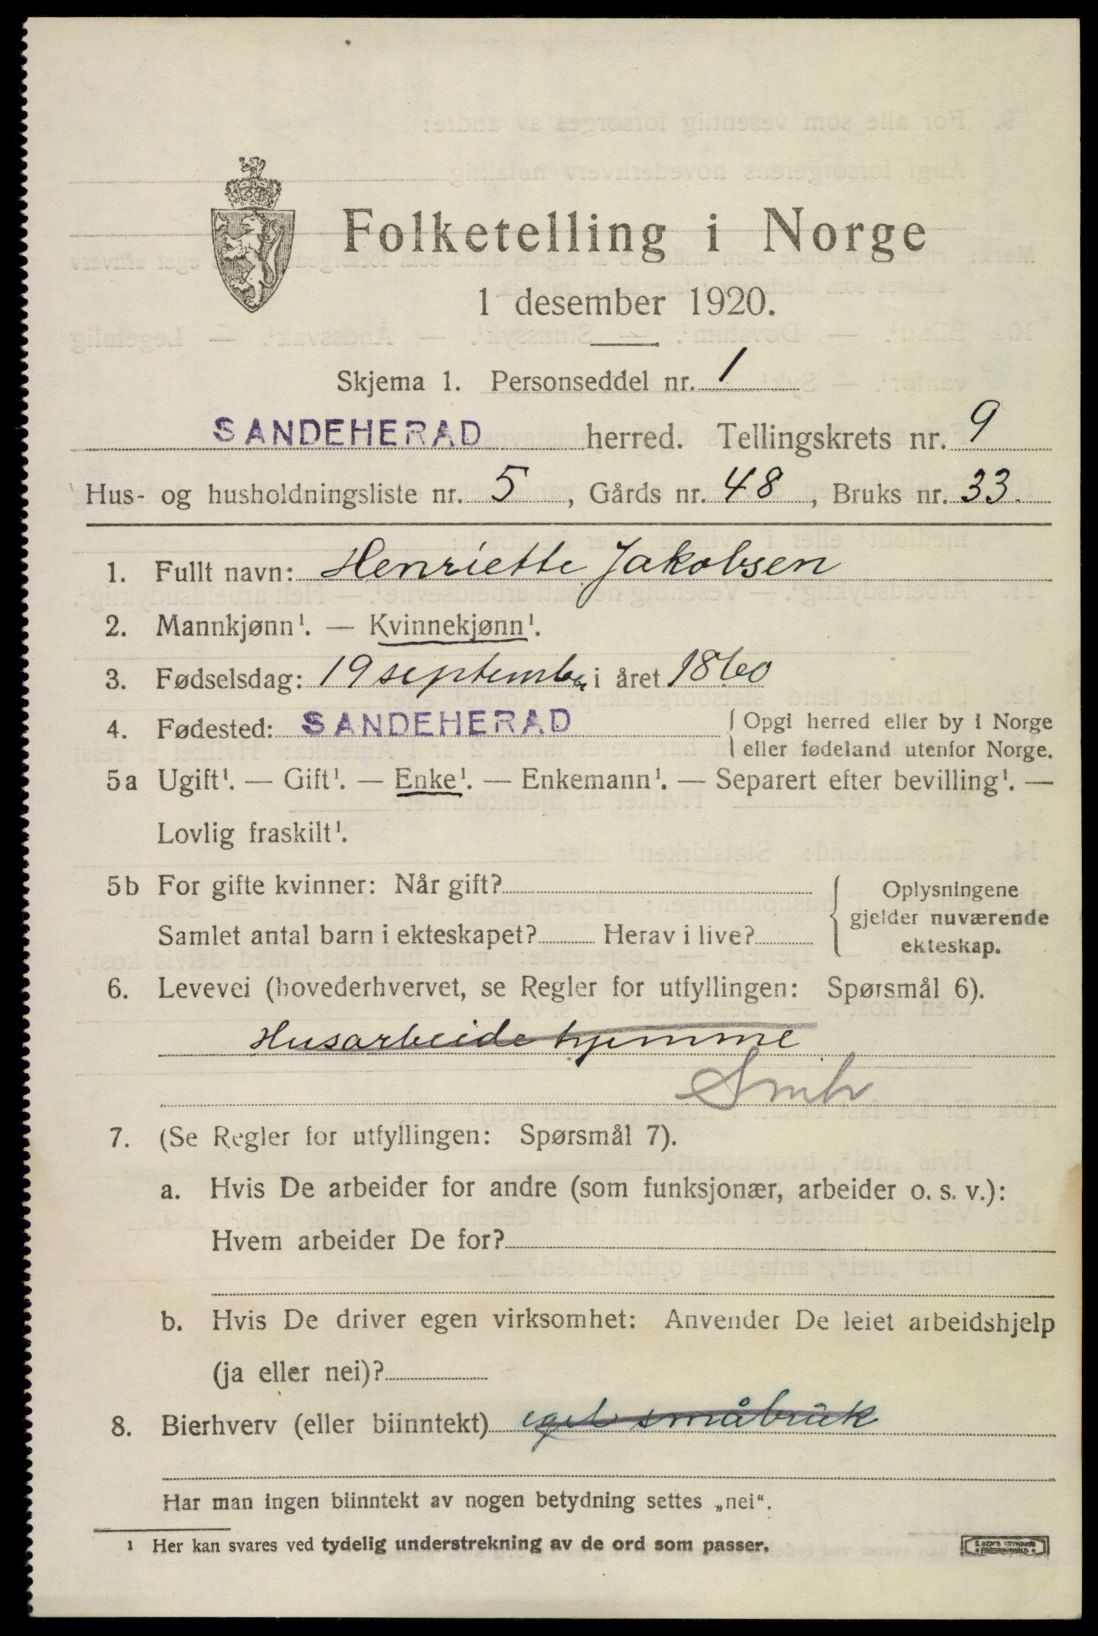 Folketelling i Norge
1 desember 1920.
Skjema 1. Personseddel nr. 1
SANDEHERAD herred. Tellingskrets nr. 9
Hus- og husholdningsliste nr. 5, Gårds nr. 48, Bruks nr. 33.
1. Fullt navn: Henriette Jakobsen
2. Mannkjønn¹. — Kvinnekjønn¹.
3. Fødselsdag: 19 september i året 1860
4. Fødested: SANDEHERAD { Opgi herred eller by i Norge
eller fødeland utenfor Norge.
5a Ugift¹. — Gift¹. — Enke¹. — Enkemann¹. — Separert efter bevilling¹. —
Lovlig fraskilt¹.
5b For gifte kvinner: Når gift?
Samlet antal barn i ekteskapet? Herav i live?
{ Oplysningene
gjelder nuværende
ekteskap.
6. Levevei (hovederhvervet, se Regler for utfyllingen: Spørsmål 6).
Husarbeide hjemme
Smbr
7. (Se Regler for utfyllingen: Spørsmål 7).
a. Hvis De arbeider for andre (som funksjonær, arbeider o. s. v.):
Hvem arbeider De for?
b. Hvis De driver egen virksomhet: Anvender De leiet arbeidshjelp
(ja eller nei)?
8. Bierhverv (eller biinntekt) eget småbruk
Har man ingen biinntekt av nogen betydning settes „nei“.
¹ Her kan svares ved tydelig understrekning av de ord som passer.